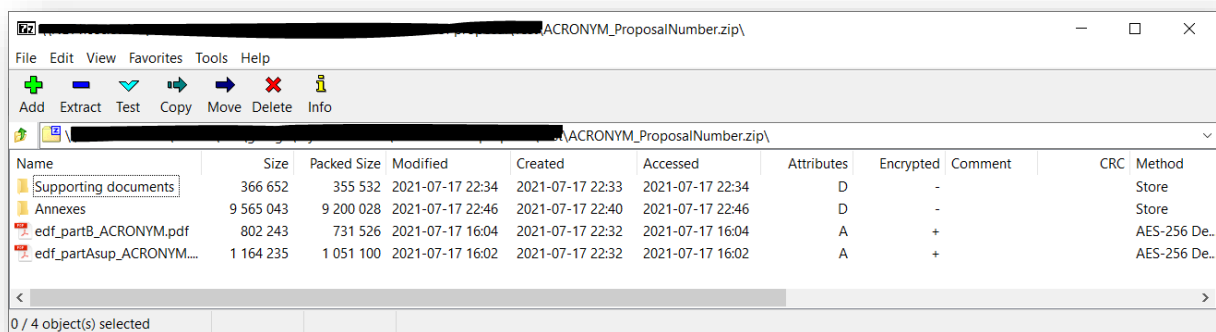 7z ACRONYM_ProposalNumber.zip\
File Edit View Favorites Tools Help
Add Extract Test Copy Move Delete Info
\ \ACRONYM_ProposalNumber.zip\
Name Size Packed Size Modified Created Accessed Attributes Encrypted Comment CRC Method
Supporting documents 366 652 355 532 2021-07-17 22:34 2021-07-17 22:33 2021-07-17 22:34 D - Store
Annexes 9 565 043 9 200 028 2021-07-17 22:46 2021-07-17 22:40 2021-07-17 22:46 D - Store
edf_partB_ACRONYM.pdf 802 243 731 526 2021-07-17 16:04 2021-07-17 22:32 2021-07-17 16:04 A + AES-256 De...
edf_partAsup_ACRONYM.... 1 164 235 1 051 100 2021-07-17 16:02 2021-07-17 22:32 2021-07-17 16:02 A + AES-256 De...
0 / 4 object(s) selected